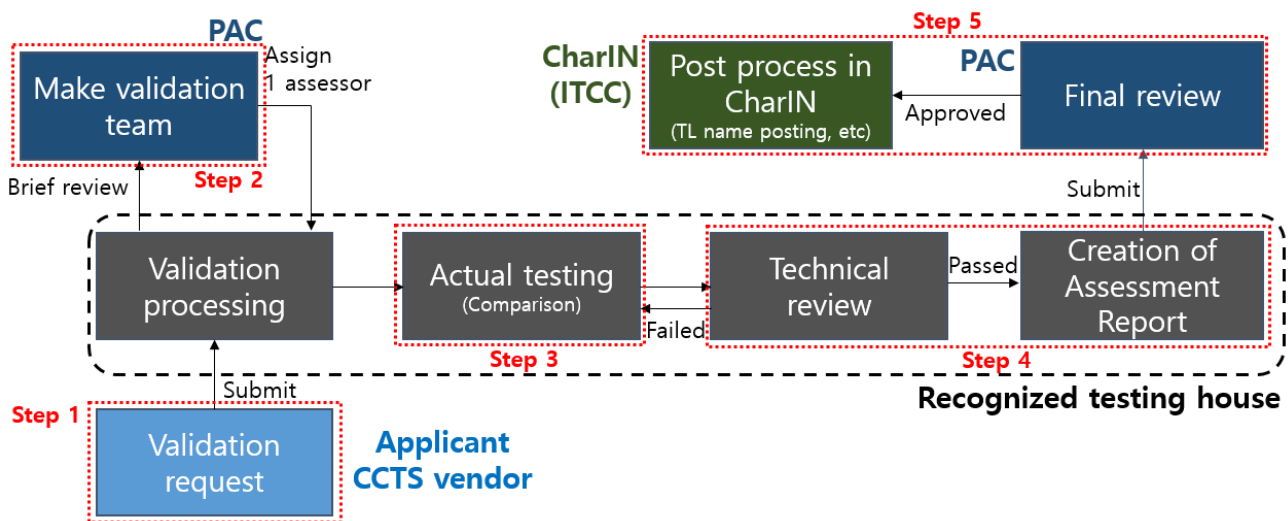 PAC
Make validation
team
Assign
1 assessor
Step 2
Brief review
Step 5
CharIN
(ITCC)
Post process in
CharIN
(TL name posting, etc)
PAC
Approved
Final review
Submit
Validation
processing
Actual testing
(Comparison)
Step 3
Failed
Technical
review
Passed
Creation of
Assessment
Report
Step 4
Recognized testing house
Submit
Step 1
Validation
request
Applicant
CCTS vendor